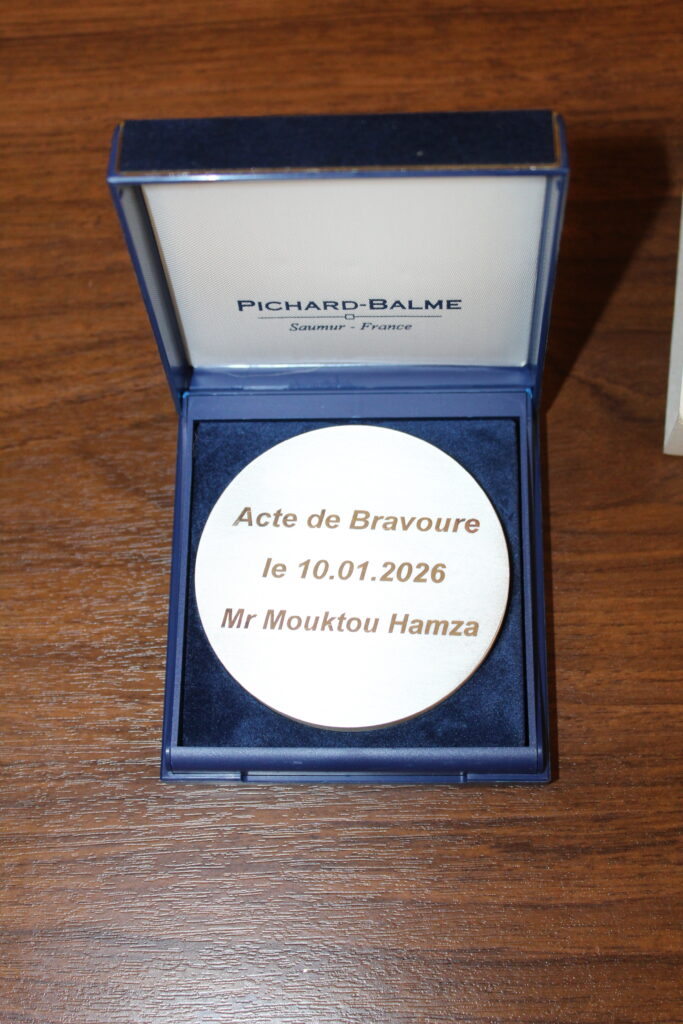 PICHARD-BALME
Saumur - France
Acte de Bravoure
le 10.01.2026
Mr Mouktou Hamza